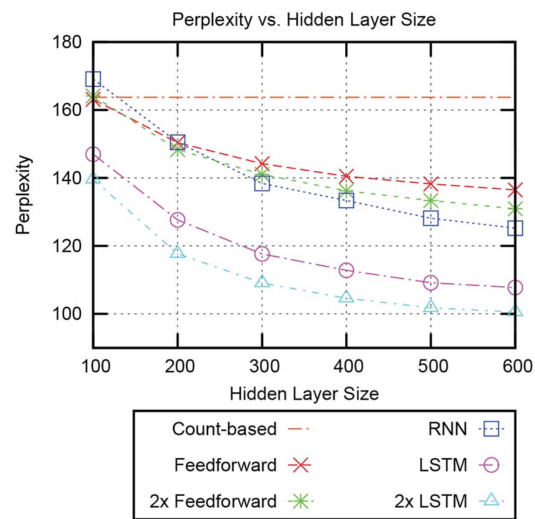 Perplexity vs. Hidden Layer Size
180
160
140
120
100
Perplexity
100 200 300 400 500 600
Hidden Layer Size
Count-based RNN
Feedforward LSTM
2x Feedforward 2x LSTM